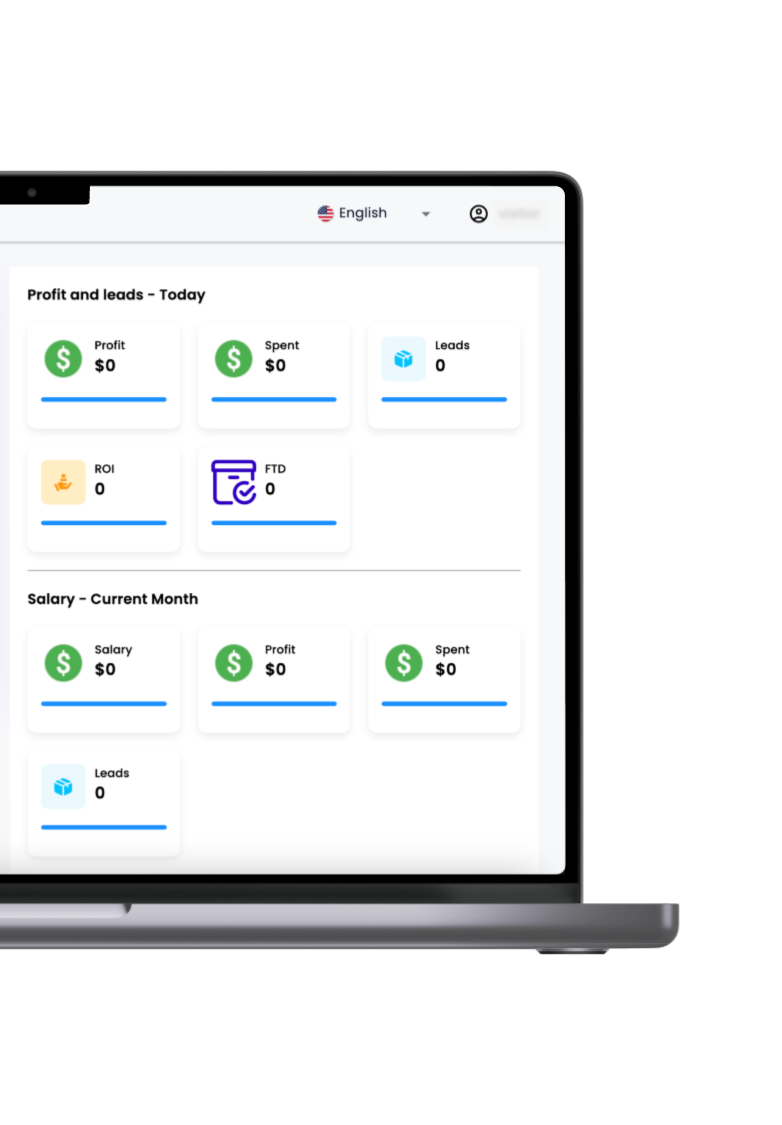 English
Profit and leads - Today
Profit
$0
Spent
$0
Leads
0
ROI
0
FTD
0
Salary - Current Month
Salary
$0
Profit
$0
Spent
$0
Leads
0